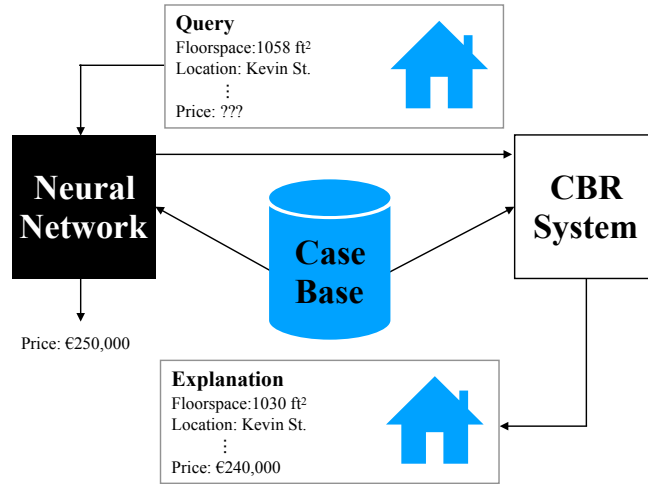 Query
Floorspace:1058 ft²
Location: Kevin St.
⋮
Price: ???
Neural
Network
CBR
System
Case
Base
Price: €250,000
Explanation
Floorspace:1030 ft²
Location: Kevin St.
⋮
Price: €240,000